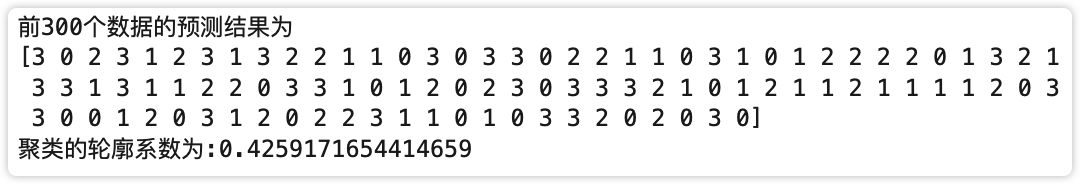 前300个数据的预测结果为
[3 0 2 3 1 2 3 1 3 2 2 1 1 0 3 0 3 3 0 2 2 1 1 0 3 1 0 1 2 2 2 2 0 1 3 2 1
3 3 1 3 1 1 2 2 0 3 3 1 0 1 2 0 2 3 0 3 3 3 2 1 0 1 2 1 1 2 1 1 1 1 2 0 3
3 0 0 1 2 0 3 1 2 0 2 2 3 1 1 0 1 0 3 3 2 0 2 0 3 0]
聚类的轮廓系数为:0.4259171654414659